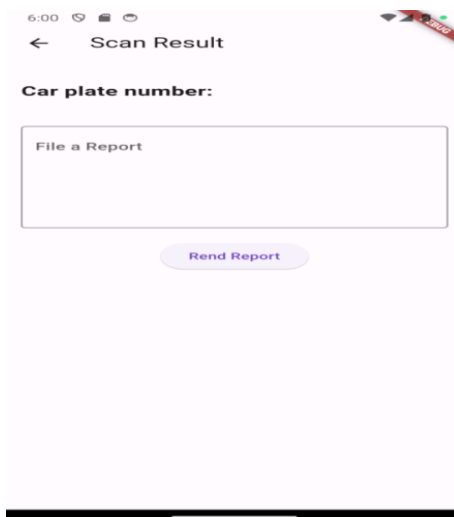 6:00
DEBUG
Scan Result
Car plate number:
File a Report
Rend Report